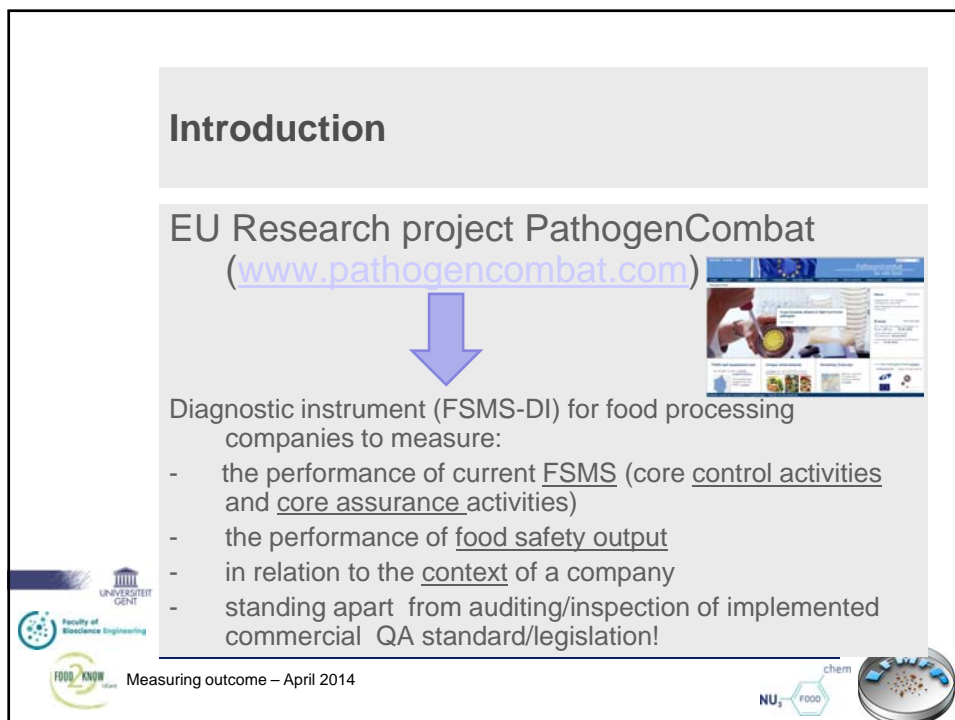 Introduction
EU Research project PathogenCombat
(www.pathogencombat.com)
Diagnostic instrument (FSMS-DI) for food processing
companies to measure:
- the performance of current FSMS (core control activities
and core assurance activities)
- the performance of food safety output
- in relation to the context of a company
- standing apart from auditing/inspection of implemented
commercial QA standard/legislation!
UNIVERSITEIT
GENT
Faculty of
Bioscience Engineering
FOOD2KNOW
Measuring outcome – April 2014
NU3
FOOD
chem
LFMFP